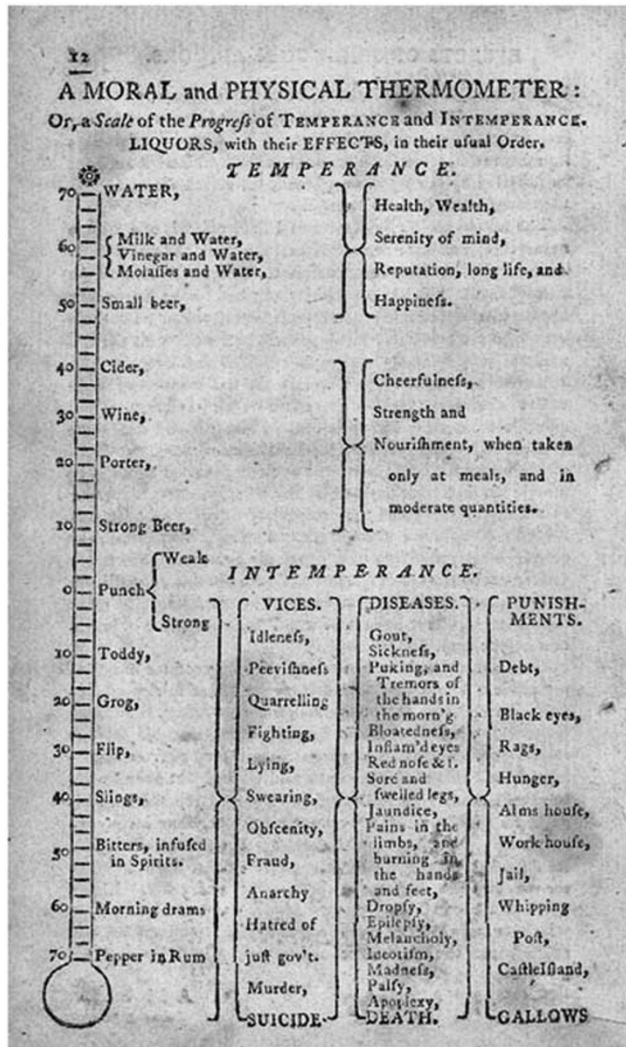 12
A MORAL and PHYSICAL THERMOMETER:
Or, a Scale of the Progreſs of TEMPERANCE and INTEMPERANCE.
LIQUORS, with their EFFECTS, in their uſual Order.
TEMPERANCE.
70 WATER,
60 Milk and Water,
Vinegar and Water,
Molaſſes and Water,
50 Small beer,
Health, Wealth,
Serenity of mind,
Reputation, long life, and
Happineſs.
40 Cider,
30 Wine,
20 Porter,
10 Strong Beer,
Cheerfulneſs,
Strength and
Nouriſhment, when taken
only at meals, and in
moderate quantities.
INTEMPERANCE.
Weak
0 Punch
Strong
10 Toddy,
20 Grog,
30 Flip,
40 Slings,
50 Bitters, infuſed
in Spirits.
60 Morning drams
70 Pepper in Rum
VICES.
Idleneſs,
Peeviſhneſs
Quarrelling
Fighting,
Lying,
Swearing,
Obſcenity,
Fraud,
Anarchy
Hatred of
juſt gov't.
Murder,
SUICIDE
DISEASES.
Gout,
Sickneſs,
Puking, and
Tremors of
the hands in
the morn'g
Bloatedneſs,
Inflam'd eyes
Red noſe &
Sore and
ſwelled legs,
Jaundice,
Pains in the
limbs, and
burning in
the hands
and feet,
Dropſy,
Epilepſy,
Melancholy,
Madneſs,
Palſy,
Apoplexy,
DEATH.
PUNISH-
MENTS.
Debt,
Black eyes,
Rags,
Hunger,
Alms houſe,
Work houſe,
Jail,
Whipping
Poſt,
CaſtleIſland,
GALLOWS